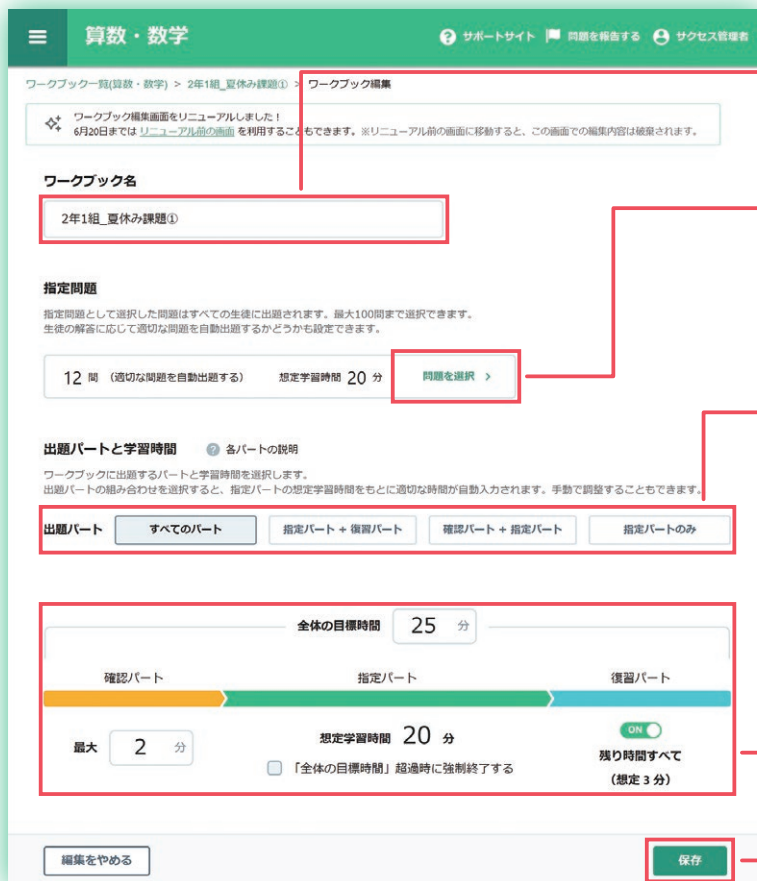 算数・数学
サポートサイト 問題を報告する サクセス管理者
ワークブック一覧(算数・数学) > 2年1組_夏休み課題① > ワークブック編集
ワークブック編集画面をリニューアルしました！
6月20日までは リニューアル前の画面 を利用することもできます。※リニューアル前の画面に移動すると、この画面での編集内容は破棄されます。
ワークブック名
2年1組_夏休み課題①
指定問題
指定問題として選択した問題はすべての生徒に出題されます。最大100問まで選択できます。
生徒の解答に応じて適切な問題を自動出題するかどうかも設定できます。
12 問 （適切な問題を自動出題する） 想定学習時間 20 分 問題を選択 >
出題パートと学習時間 ? 各パートの説明
ワークブックに出題するパートと学習時間を選択します。
出題パートの組み合わせを選択すると、指定パートの想定学習時間をもとに適切な時間が自動入力されます。手動で調整することもできます。
出題パート すべてのパート 指定パート + 復習パート 確認パート + 指定パート 指定パートのみ
全体の目標時間 25 分
確認パート 指定パート 復習パート
最大 2 分 想定学習時間 20 分 ON
「全体の目標時間」超過時に強制終了する 残り時間すべて
（想定 3 分）
編集をやめる 保存